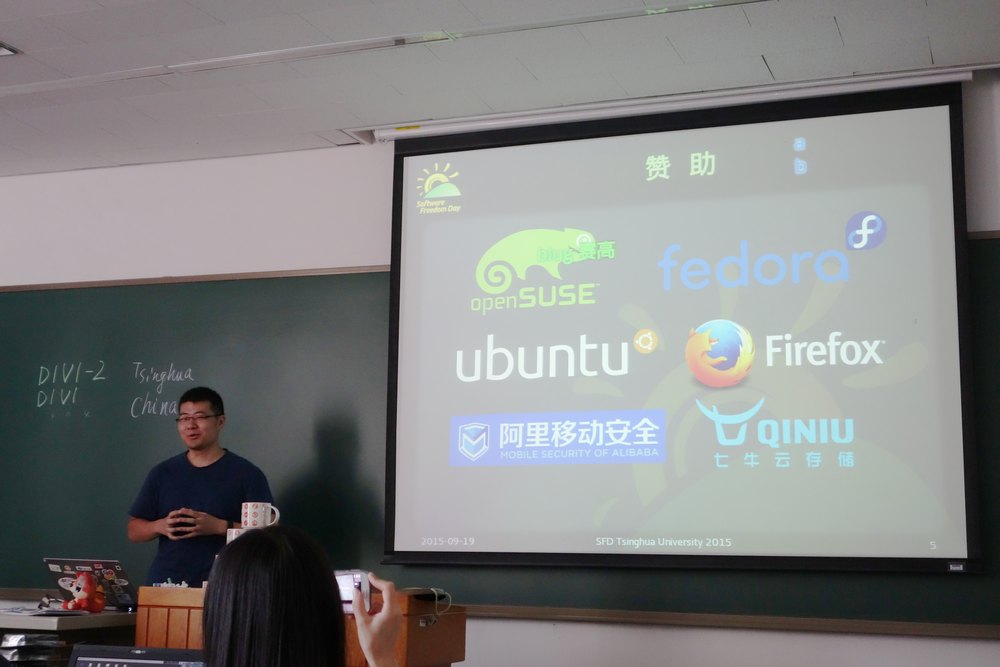 DIVI-2 Tsinghua
DIVI China
Software
Freedom Day
赞助
a
b
openSUSE
fedora
ubuntu
Firefox
阿里移动安全
MOBILE SECURITY OF ALIBABA
QINIU
七牛云存储
2015-09-19
SFD Tsinghua University 2015
5